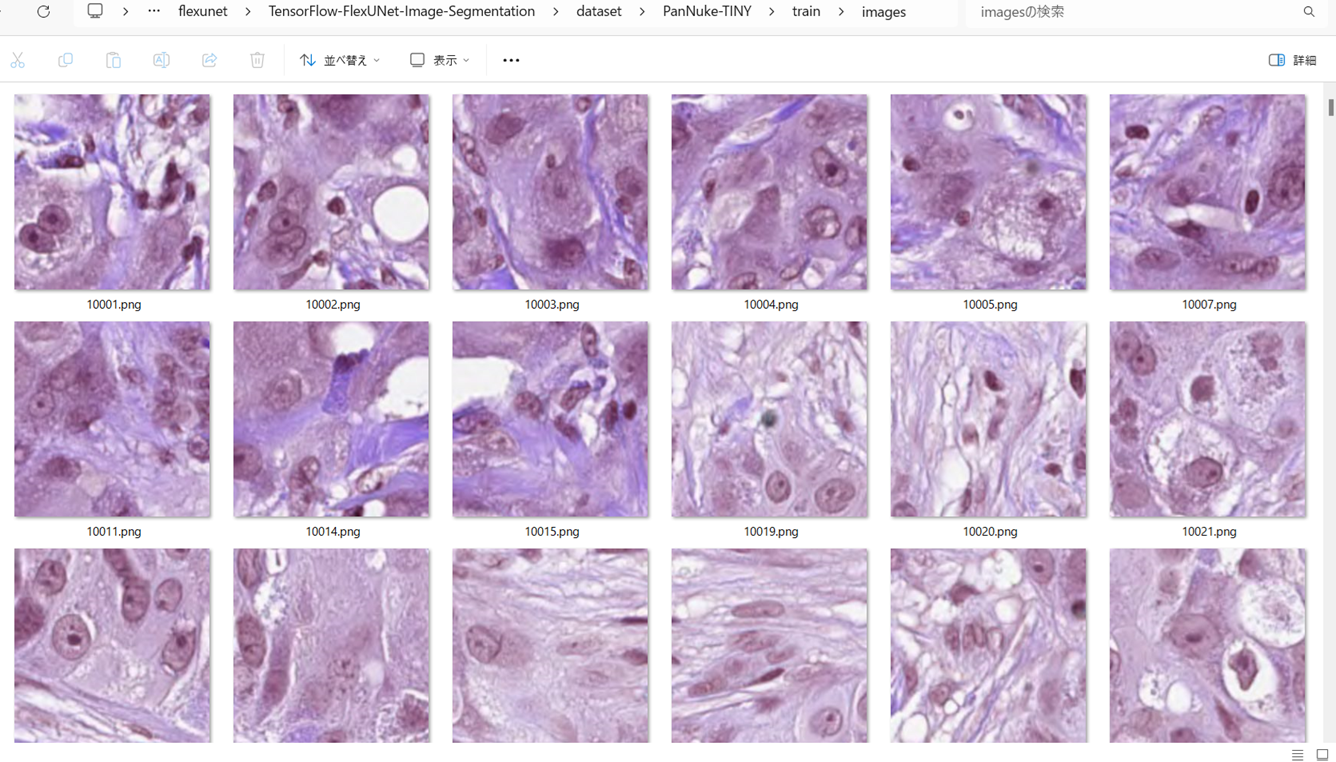 flexunet > TensorFlow-FlexUNet-Image-Segmentation > dataset > PanNuke-TINY > train > images
imagesの検索
並べ替え
表示
詳細
10001.png
10002.png
10003.png
10004.png
10005.png
10007.png
10011.png
10014.png
10015.png
10019.png
10020.png
10021.png